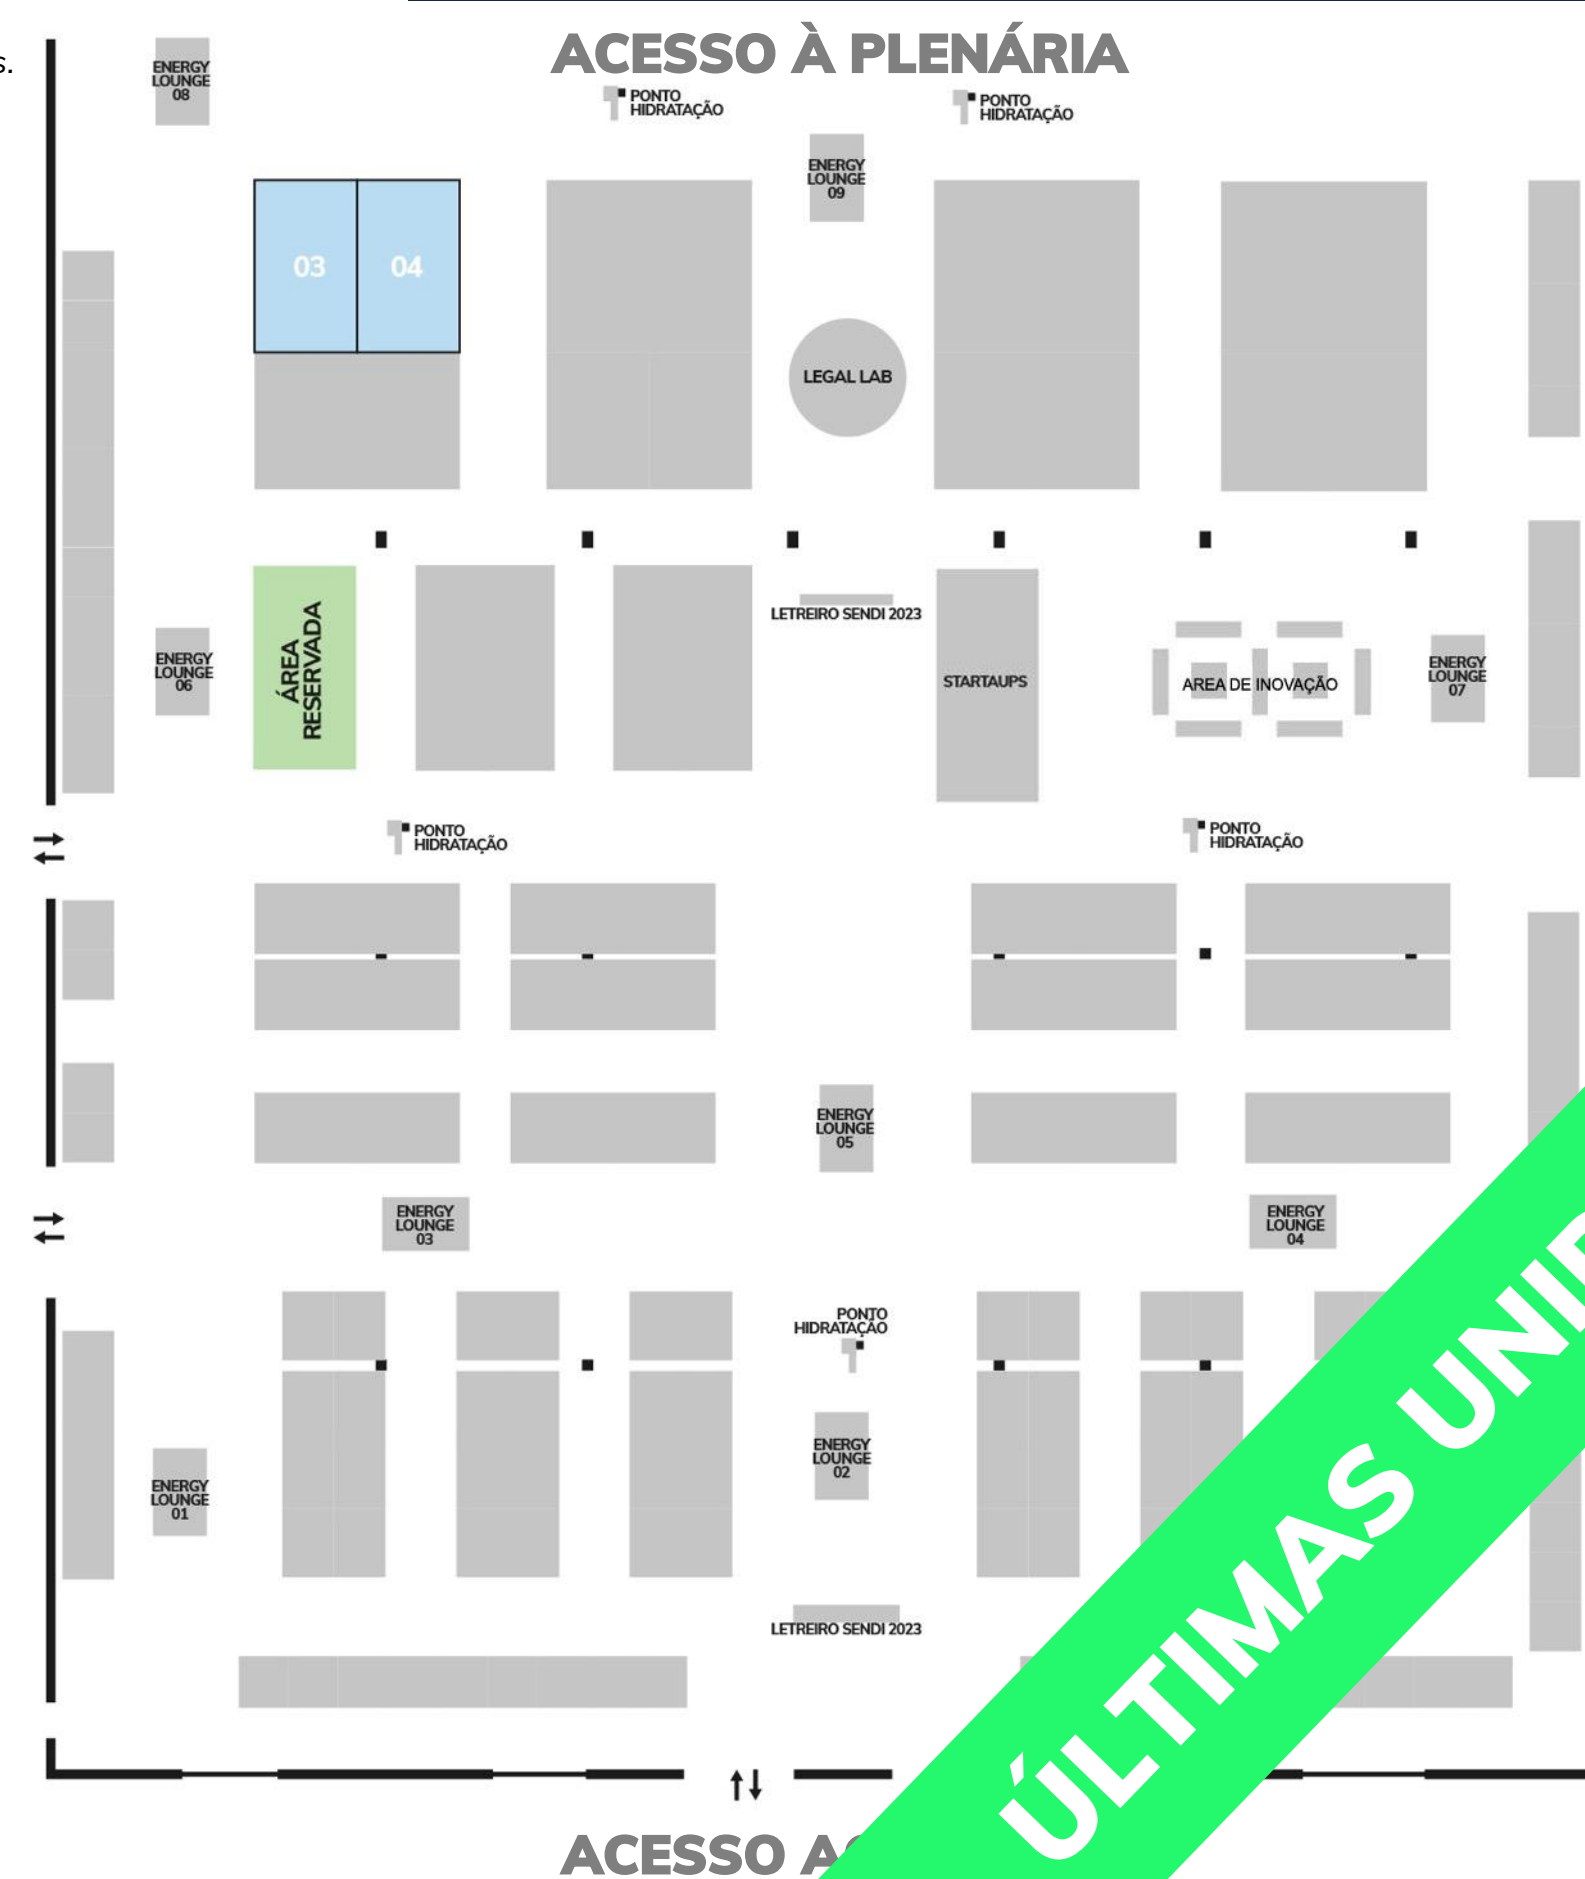 s.
ACESSO À PLENÁRIA
ENERGY
LOUNGE
08
PONTO
HIDRATAÇÃO
PONTO
HIDRATAÇÃO
ENERGY
LOUNGE
09
03
04
LEGAL LAB
LETREIRO SENDI 2023
ÁREA
RESERVADA
ENERGY
LOUNGE
06
STARTAUPS
AREA DE INOVAÇÃO
ENERGY
LOUNGE
07
PONTO
HIDRATAÇÃO
PONTO
HIDRATAÇÃO
ENERGY
LOUNGE
05
ENERGY
LOUNGE
03
ENERGY
LOUNGE
04
PONTO
HIDRATAÇÃO
ENERGY
LOUNGE
02
ENERGY
LOUNGE
01
LETREIRO SENDI 2023
ÚLTIMAS UNI
ACESSO A